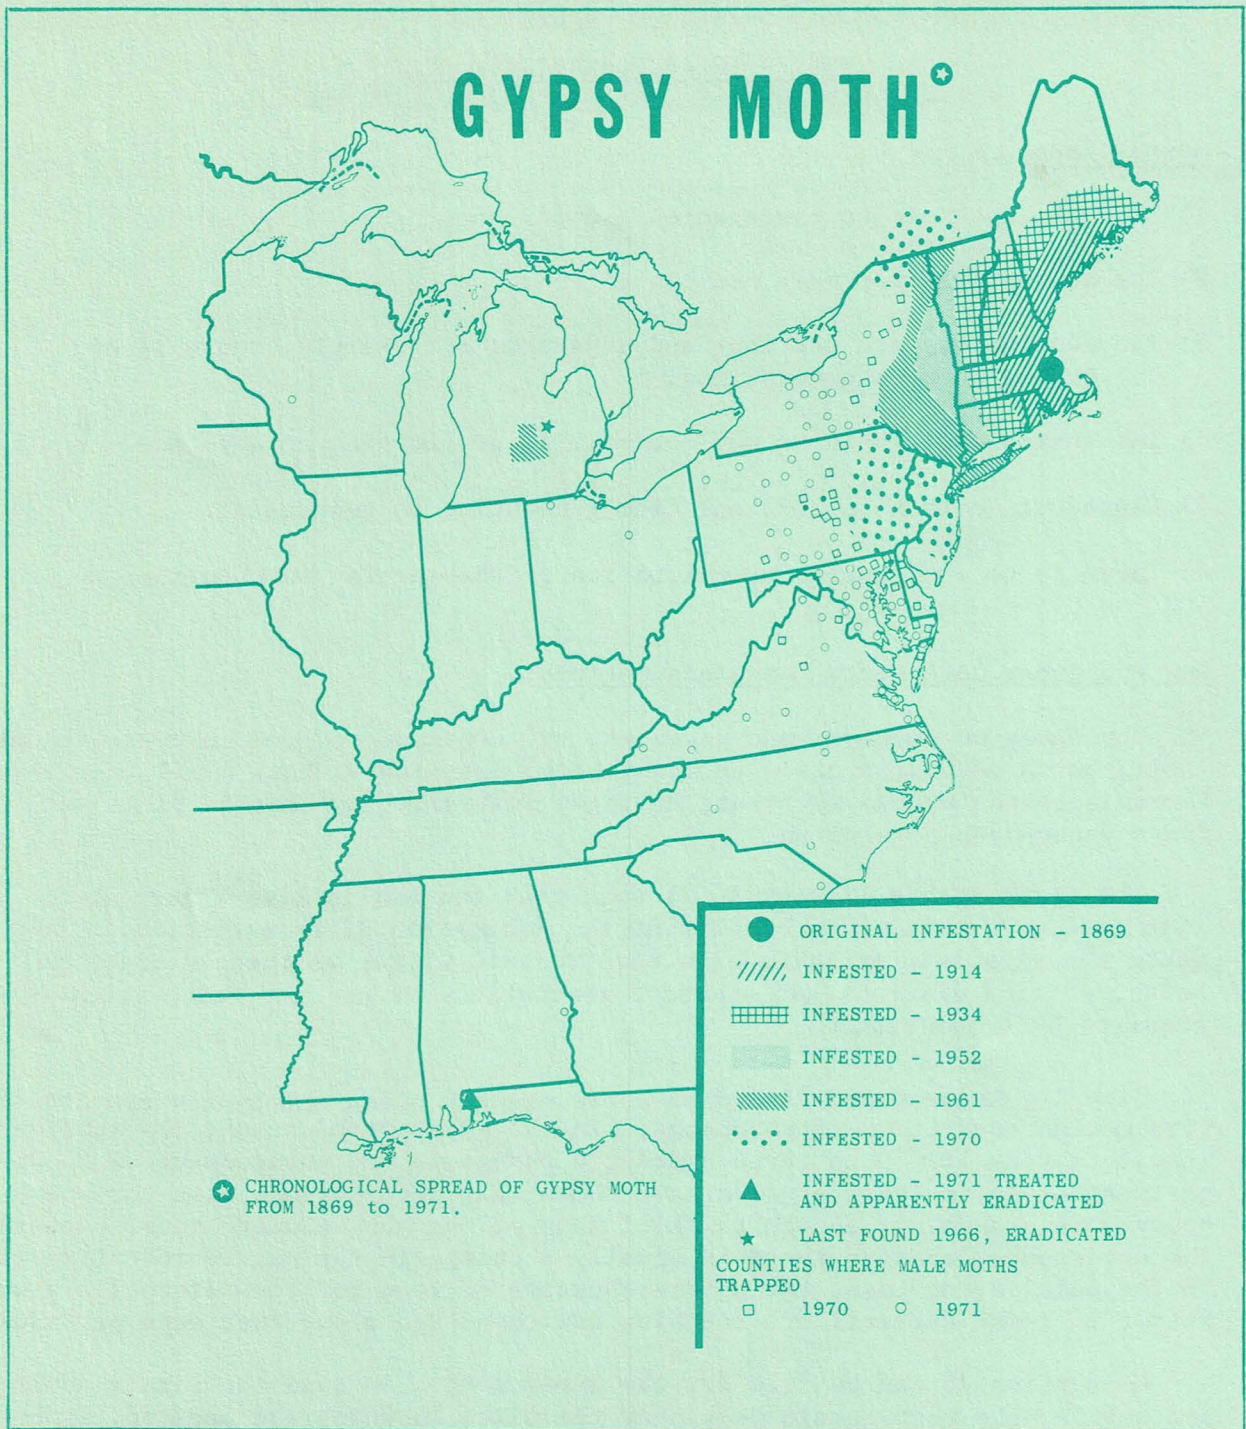 GYPSY MOTH
ORIGINAL INFESTATION - 1869
INFESTED - 1914
INFESTED - 1934
INFESTED - 1952
INFESTED - 1961
INFESTED - 1970
INFESTED - 1971 TREATED
AND APPARENTLY ERADICATED
LAST FOUND 1966, ERADICATED
COUNTIES WHERE MALE MOTHS
TRAPPED
1970 1971
CHRONOLOGICAL SPREAD OF GYPSY MOTH
FROM 1869 to 1971.